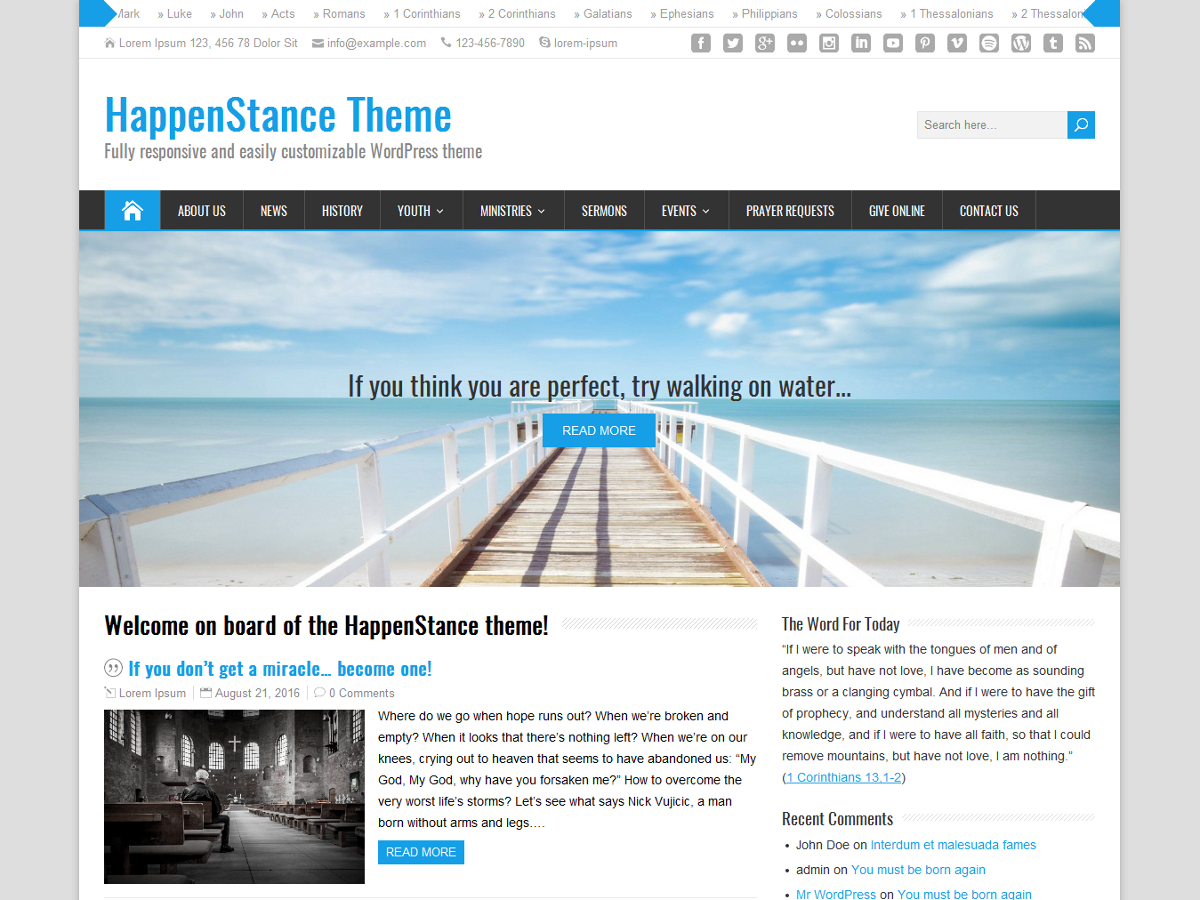 Mark » Luke » John » Acts » Romans » 1 Corinthians » 2 Corinthians » Galatians » Ephesians » Philippians » Colossians » 1 Thessalonians » 2 Thessalon
Lorem Ipsum 123, 456 78 Dolor Sit info@example.com 123-456-7890 lorem-ipsum
HappenStance Theme
Fully responsive and easily customizable WordPress theme
Search here...
ABOUT US NEWS HISTORY YOUTH MINISTRIES SERMONS EVENTS PRAYER REQUESTS GIVE ONLINE CONTACT US
If you think you are perfect, try walking on water...
READ MORE
Welcome on board of the HappenStance theme!
If you don’t get a miracle… become one!
Lorem Ipsum August 21, 2016 0 Comments
Where do we go when hope runs out? When we’re broken and
empty? When it looks that there’s nothing left? When we’re on our
knees, crying out to heaven that seems to have abandoned us: “My
God, My God, why have you forsaken me?” How to overcome the
very worst life’s storms? Let’s see what says Nick Vujicic, a man
born without arms and legs….
READ MORE
The Word For Today
"If I were to speak with the tongues of men and of
angels, but have not love, I have become as sounding
brass or a clanging cymbal. And if I were to have the gift
of prophecy, and understand all mysteries and all
knowledge, and if I were to have all faith, so that I could
remove mountains, but have not love, I am nothing."
(1 Corinthians 13,1-2)
Recent Comments
• John Doe on Interdum et malesuada fames
• admin on You must be born again
• Mr WordPress on You must be born again